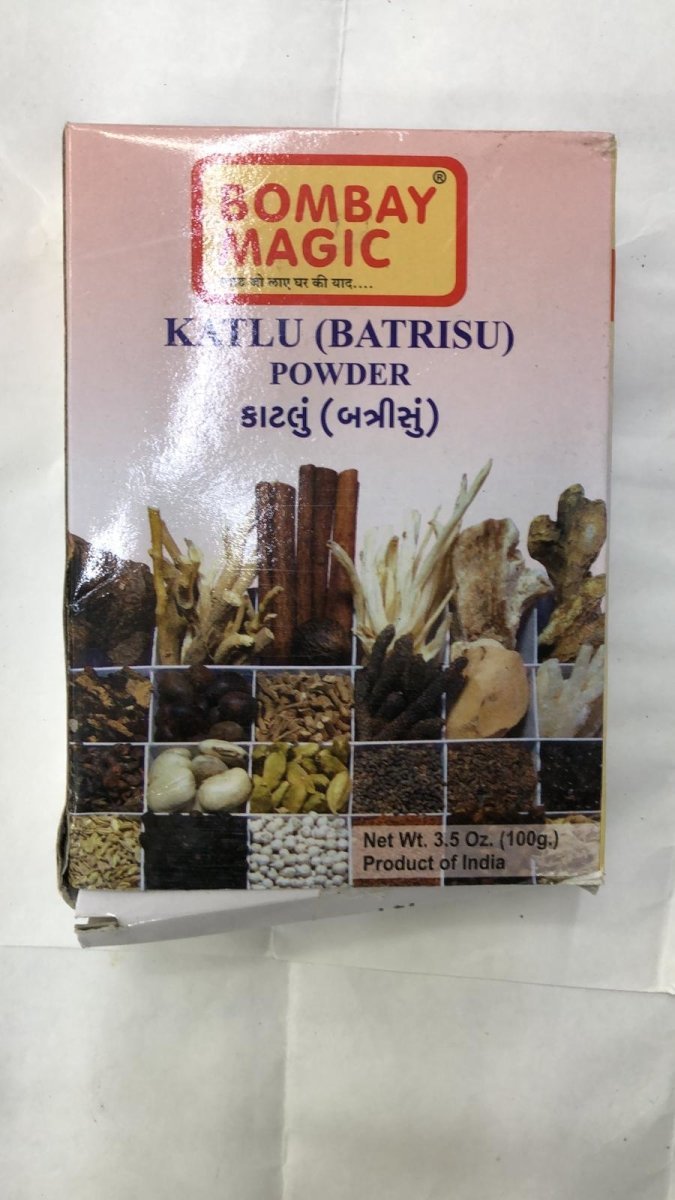 BOMBAY ®
MAGIC
को लाए घर की याद....
KATLU (BATRISU)
POWDER
કાટલું (બત્રીસું)
Net Wt. 3.5 Oz. (100g.)
Product of India